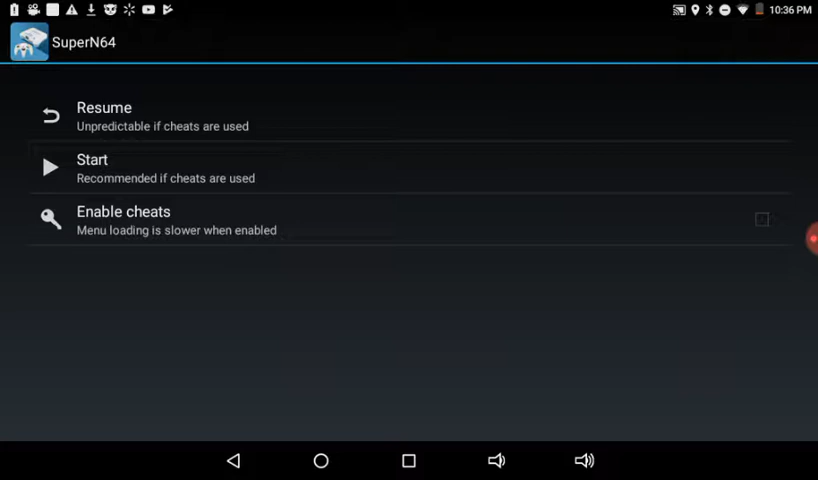 10:36 PM
SuperN64
Resume
Unpredictable if cheats are used
Start
Recommended if cheats are used
Enable cheats
Menu loading is slower when enabled